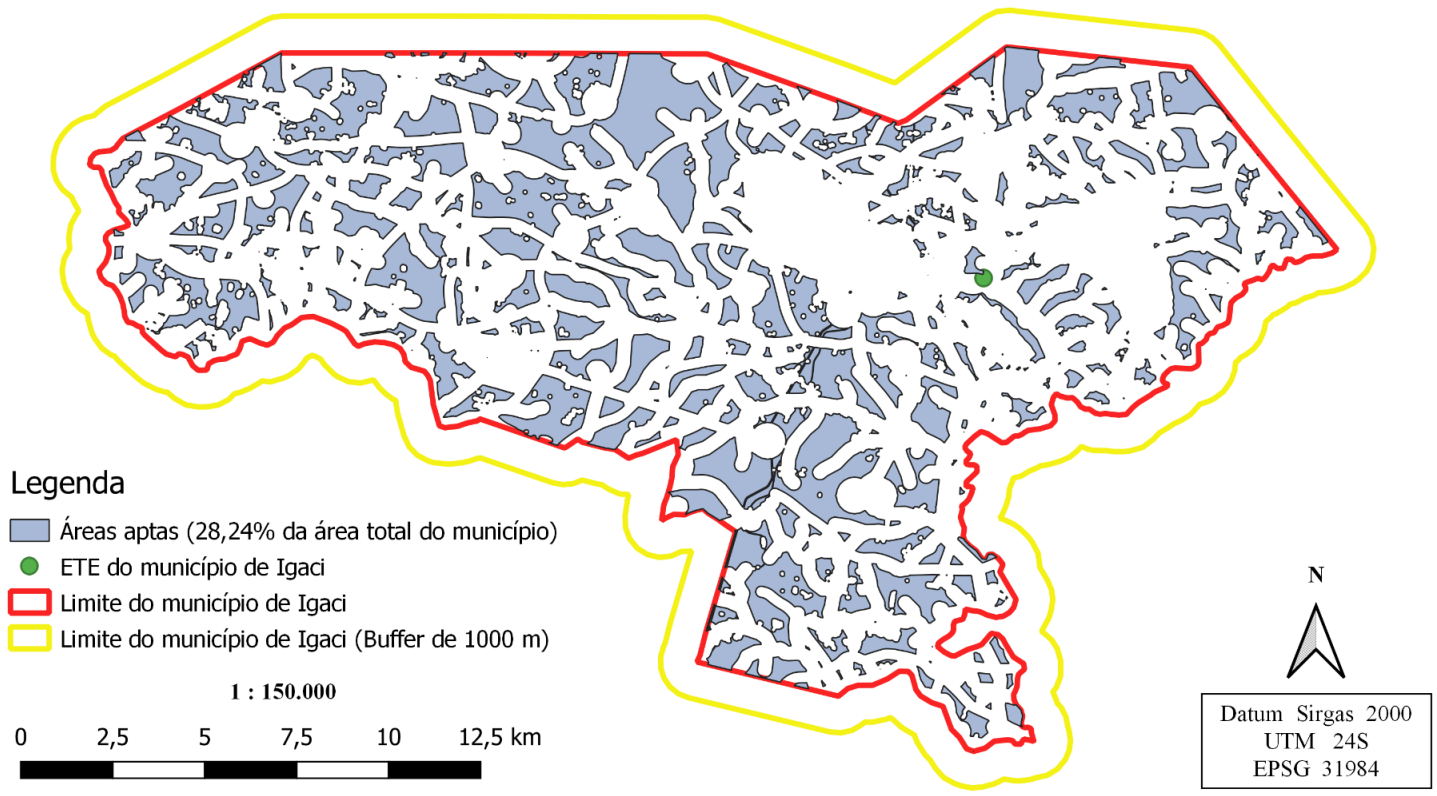 Legenda
Áreas aptas (28,24% da área total do município)
ETE do município de Igaci
Limite do município de Igaci
Limite do município de Igaci (Buffer de 1000 m)
1 : 150.000
0 2,5 5 7,5 10 12,5 km
N
Datum Sirgas 2000
UTM 24S
EPSG 31984